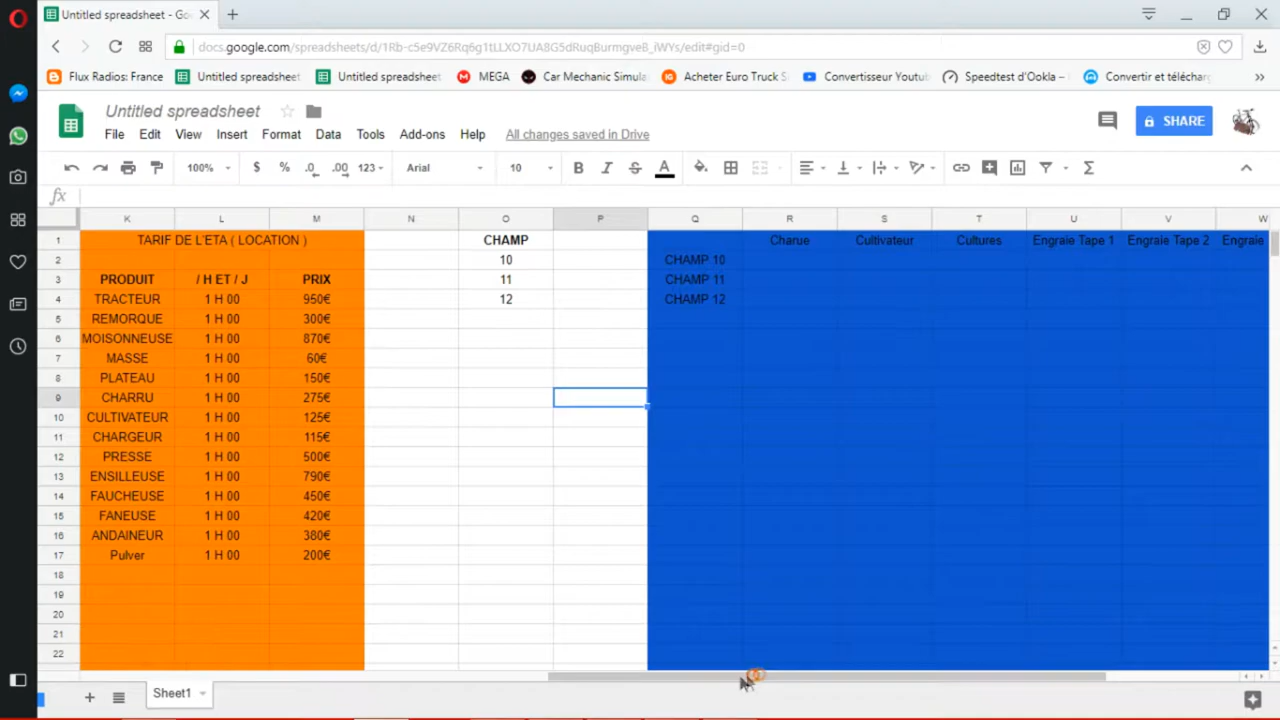 Untitled spreadsheet - Go
docs.google.com/spreadsheets/d/1Rb-c5e9VZ6Rq6g1tLLXO7UA8G5dRuqBurmgveB_iWYs/edit#gid=0
Flux Radios: France Untitled spreadsheet Untitled spreadsheet MEGA Car Mechanic Simula Acheter Euro Truck S Convertisseur Youtub Speedtest d'Ookla – Convertir et télécharg »
Untitled spreadsheet
File Edit View Insert Format Data Tools Add-ons Help All changes saved in Drive
SHARE
100% $ % .0 .00 123 Arial 10 B I S A Σ
fx
K L M N O P Q R S T U V W
1 TARIF DE L'ETA ( LOCATION ) CHAMP Charue Cultivateur Cultures Engraie Tape 1 Engraie Tape 2 Engraie
2 10 CHAMP 10
3 PRODUIT / H ET / J PRIX 11 CHAMP 11
4 TRACTEUR 1 H 00 950€ 12 CHAMP 12
5 REMORQUE 1 H 00 300€
6 MOISONNEUSE 1 H 00 870€
7 MASSE 1 H 00 60€
8 PLATEAU 1 H 00 150€
9 CHARRU 1 H 00 275€
10 CULTIVATEUR 1 H 00 125€
11 CHARGEUR 1 H 00 115€
12 PRESSE 1 H 00 500€
13 ENSILLEUSE 1 H 00 790€
14 FAUCHEUSE 1 H 00 450€
15 FANEUSE 1 H 00 420€
16 ANDAINEUR 1 H 00 380€
17 Pulver 1 H 00 200€
18
19
20
21
22
Sheet1